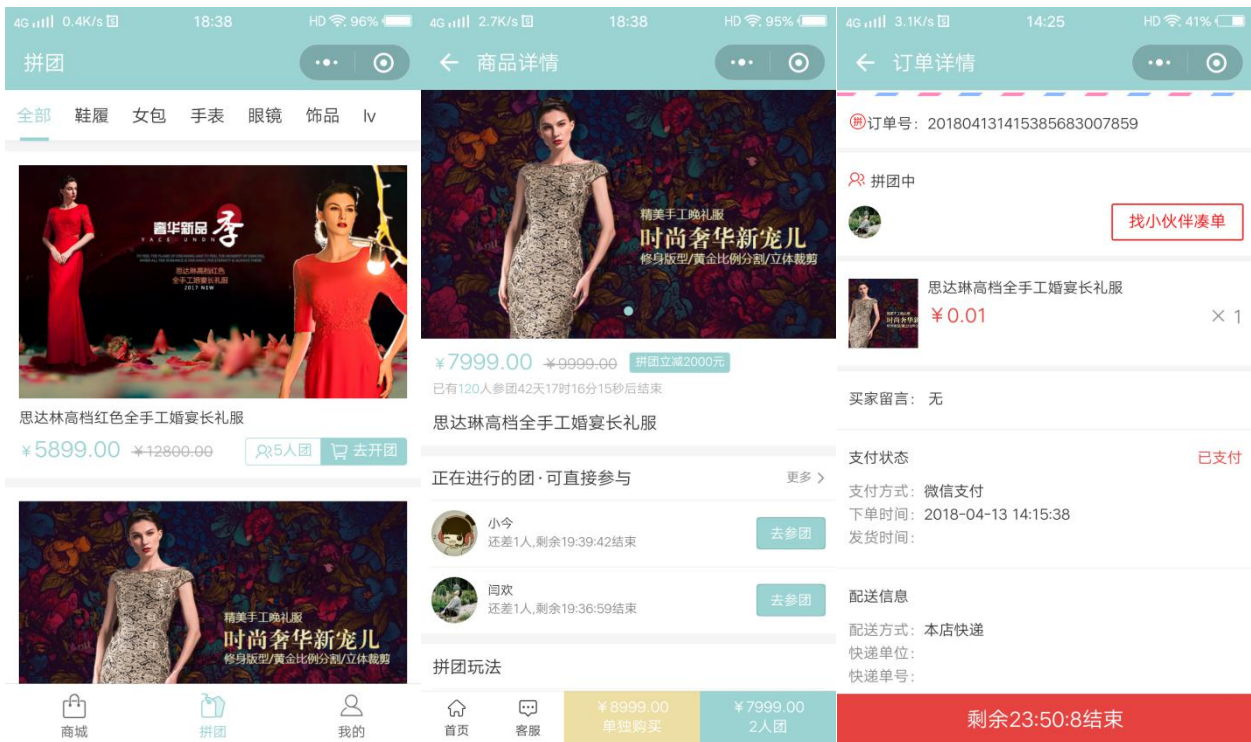 4G 0.4K/s 18:38 HD 96%
拼团
全部 鞋履 女包 手表 眼镜 饰品 lv
奢华新品 季
YACE UNDN
思达琳高档红色
全手工婚宴长礼服
2017 NEW
思达林高档红色全手工婚宴长礼服
¥5899.00 ¥12800.00 5人团 去开团
精美手工晚礼服
时尚奢华新宠儿
修身版型/黄金比例分割/立体裁剪
商城 拼团 我的
4G 2.7K/s 18:38 HD 95%
商品详情
精美手工晚礼服
时尚奢华新宠儿
修身版型/黄金比例分割/立体裁剪
¥7999.00 ¥9999.00 拼团立减2000元
已有120人参团42天17时16分15秒后结束
思达琳高档全手工婚宴长礼服
正在进行的团·可直接参与 更多
小今
还差1人,剩余19:39:42结束
去参团
闫欢
还差1人,剩余19:36:59结束
去参团
拼团玩法
首页 客服
¥8999.00
单独购买
¥7999.00
2人团
4G 3.1K/s 14:25 HD 41%
订单详情
拼 订单号: 201804131415385683007859
拼团中
找小伙伴凑单
思达琳高档全手工婚宴长礼服
¥0.01 × 1
买家留言: 无
支付状态 已支付
支付方式: 微信支付
下单时间: 2018-04-13 14:15:38
发货时间:
配送信息
配送方式: 本店快递
快递单位:
快递单号:
剩余23:50:8结束